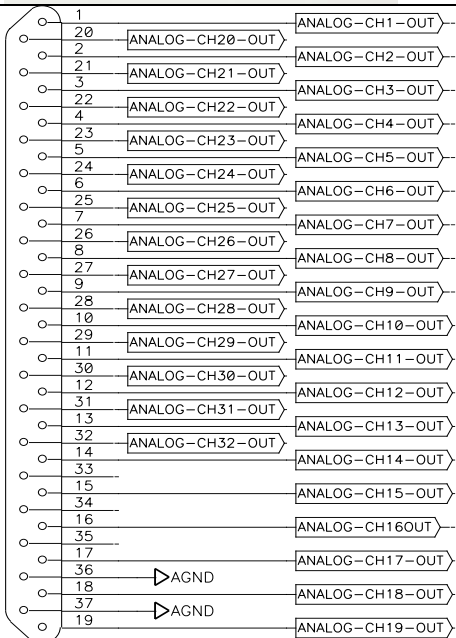 1 ANALOG-CH1-OUT
20 ANALOG-CH20-OUT
2 ANALOG-CH2-OUT
21 ANALOG-CH21-OUT
3 ANALOG-CH3-OUT
22 ANALOG-CH22-OUT
4 ANALOG-CH4-OUT
23 ANALOG-CH23-OUT
5 ANALOG-CH5-OUT
24 ANALOG-CH24-OUT
6 ANALOG-CH6-OUT
25 ANALOG-CH25-OUT
7 ANALOG-CH7-OUT
26 ANALOG-CH26-OUT
8 ANALOG-CH8-OUT
27 ANALOG-CH27-OUT
9 ANALOG-CH9-OUT
28 ANALOG-CH28-OUT
10 ANALOG-CH10-OUT
29 ANALOG-CH29-OUT
11 ANALOG-CH11-OUT
30 ANALOG-CH30-OUT
12 ANALOG-CH12-OUT
31 ANALOG-CH31-OUT
13 ANALOG-CH13-OUT
32 ANALOG-CH32-OUT
14 ANALOG-CH14-OUT
33
15 ANALOG-CH15-OUT
34
16 ANALOG-CH16OUT
35
17 ANALOG-CH17-OUT
36 AGND
18 ANALOG-CH18-OUT
37 AGND
19 ANALOG-CH19-OUT